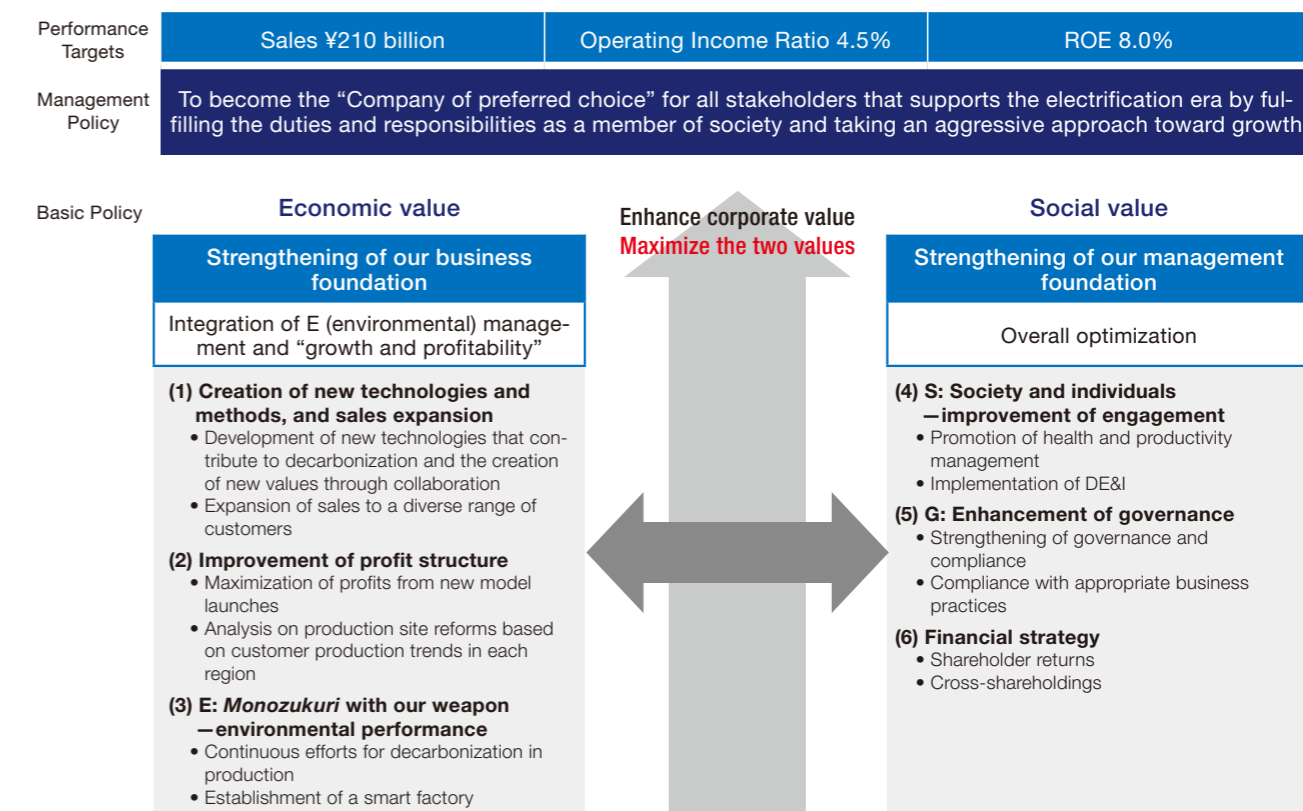 Performance
Targets
Sales ¥210 billion
Operating Income Ratio 4.5%
ROE 8.0%
Management
Policy
To become the “Company of preferred choice” for all stakeholders that supports the electrification era by ful-
filling the duties and responsibilities as a member of society and taking an aggressive approach toward growth
Basic Policy
Economic value
Strengthening of our business
foundation
Integration of E (environmental) manage-
ment and “growth and profitability”
(1) Creation of new technologies and
methods, and sales expansion
• Development of new technologies that con-
tribute to decarbonization and the creation
of new values through collaboration
• Expansion of sales to a diverse range of
customers
(2) Improvement of profit structure
• Maximization of profits from new model
launches
• Analysis on production site reforms based
on customer production trends in each
region
(3) E: Monozukuri with our weapon
—environmental performance
• Continuous efforts for decarbonization in
production
• Establishment of a smart factory
Enhance corporate value
Maximize the two values
Social value
Strengthening of our management
foundation
Overall optimization
(4) S: Society and individuals
—improvement of engagement
• Promotion of health and productivity
management
• Implementation of DE&I
(5) G: Enhancement of governance
• Strengthening of governance and
compliance
• Compliance with appropriate business
practices
(6) Financial strategy
• Shareholder returns
• Cross-shareholdings